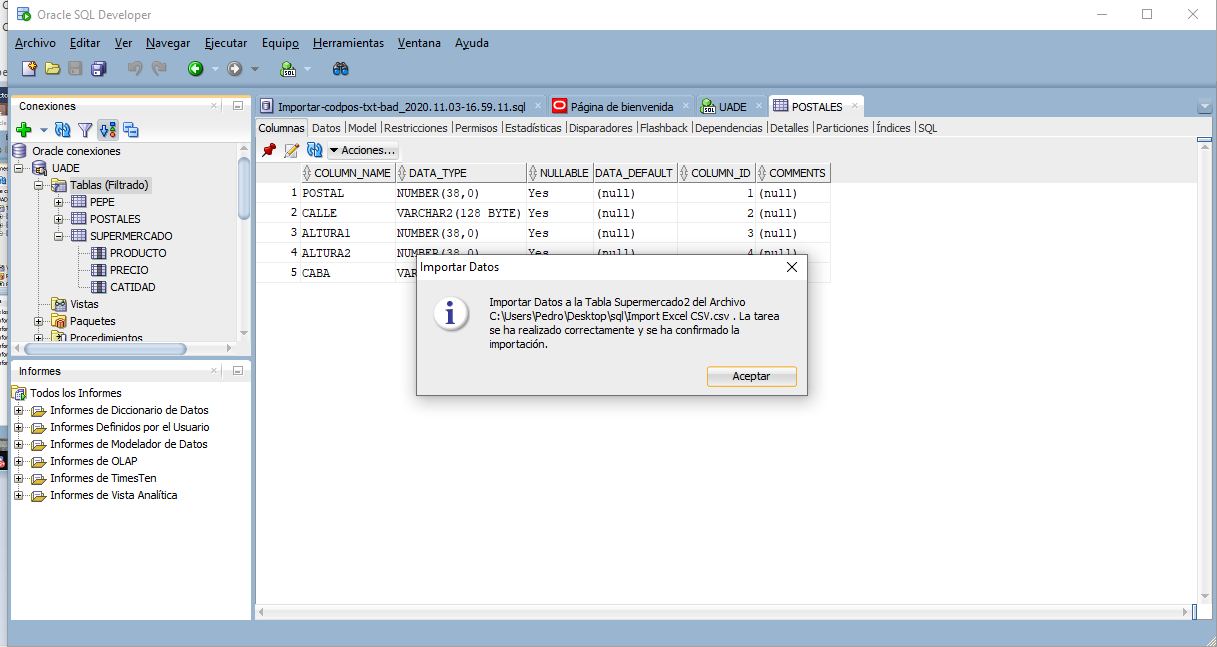 Oracle SQL Developer
Archivo Editar Ver Navegar Ejecutar Equipo Herramientas Ventana Ayuda
Conexiones
Oracle conexiones
UADE
Tablas (Filtrado)
PEPE
POSTALES
SUPERMERCADO
PRODUCTO
PRECIO
CATIDAD
Vistas
Paquetes
Procedimientos
Informes
Todos los Informes
Informes de Diccionario de Datos
Informes Definidos por el Usuario
Informes de Modelador de Datos
Informes de OLAP
Informes de TimesTen
Informes de Vista Analítica
Importar-codpos-txt-bad_2020.11.03-16.59.11.sql Página de bienvenida UADE POSTALES
Columnas Datos Model Restricciones Permisos Estadísticas Disparadores Flashback Dependencias Detalles Particiones Índices SQL
Acciones...
COLUMN_NAME DATA_TYPE NULLABLE DATA_DEFAULT COLUMN_ID COMMENTS
1 POSTAL NUMBER(38,0) Yes (null) 1 (null)
2 CALLE VARCHAR2(128 BYTE) Yes (null) 2 (null)
3 ALTURA1 NUMBER(38,0) Yes (null) 3 (null)
4 ALTURA2 NUMBER(38,0) Yes (null) 4 (null)
5 CABA VAR
Importar Datos
Importar Datos a la Tabla Supermercado2 del Archivo
C:\Users\Pedro\Desktop\sql\Import Excel CSV.csv . La tarea
se ha realizado correctamente y se ha confirmado la
importación.
Aceptar